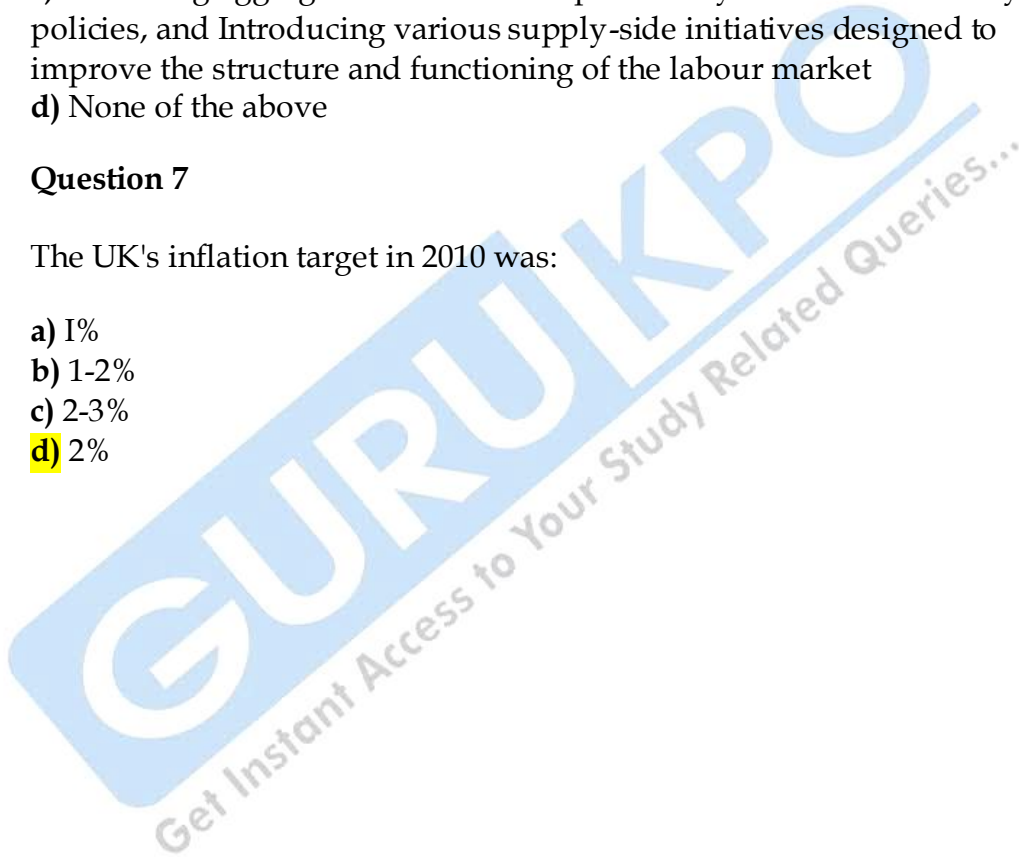 policies, and Introducing various supply-side initiatives designed to
improve the structure and functioning of the labour market
d) None of the above
Question 7
The UK's inflation target in 2010 was:
a) I%
b) 1-2%
c) 2-3%
d) 2%
GURUKPO
Get Instant Access to Your Study Related Queries...